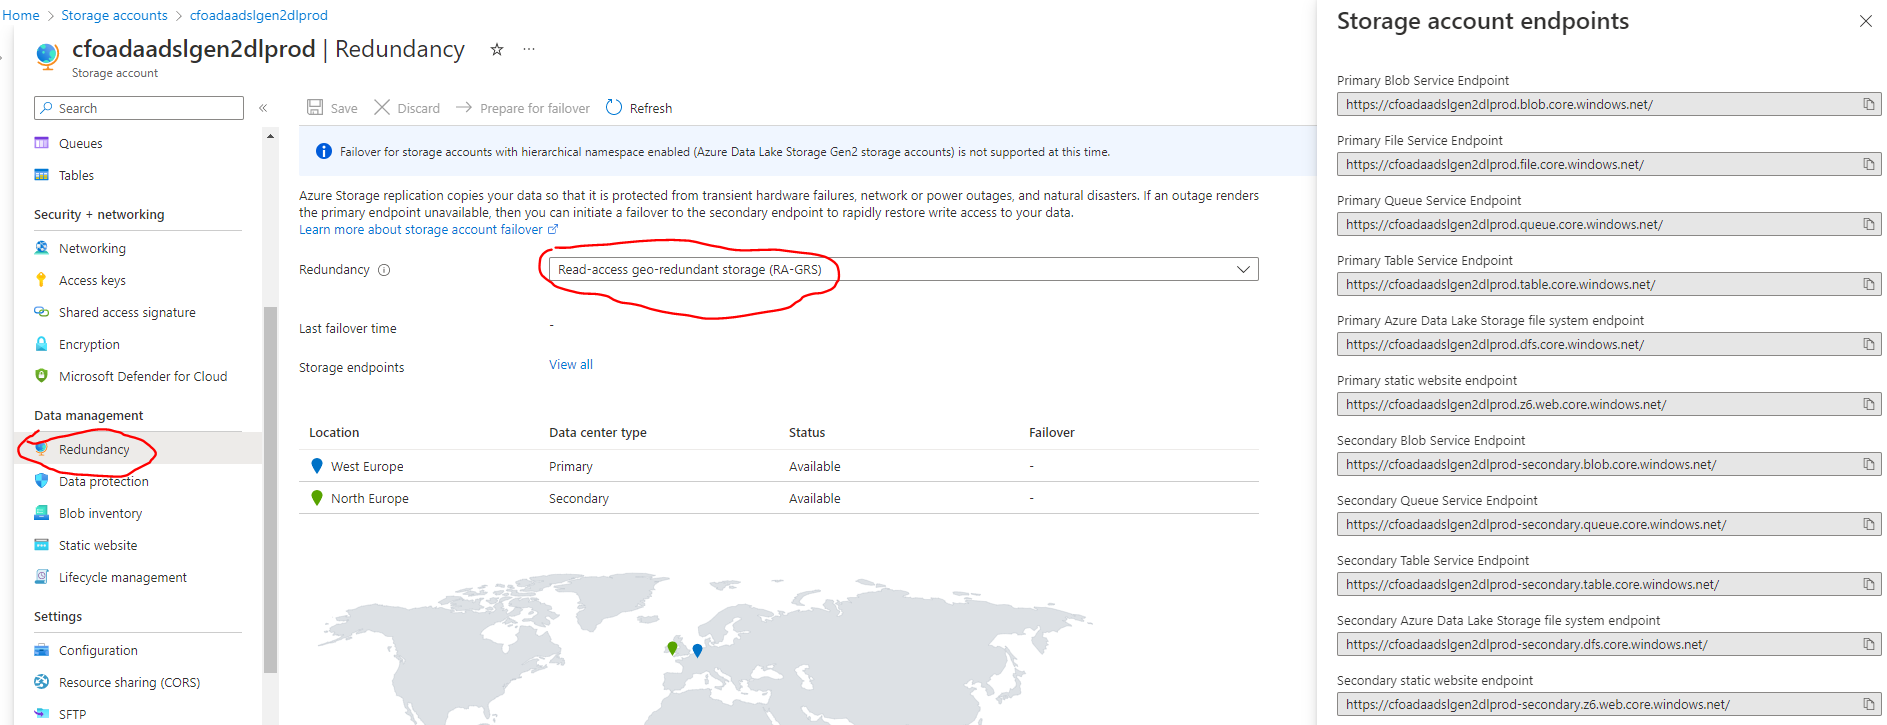 Home > Storage accounts > cfoadaadslgen2dlprod
cfoadaadslgen2dlprod | Redundancy
Storage account
Search
Queues
Tables
Security + networking
Networking
Access keys
Shared access signature
Encryption
Microsoft Defender for Cloud
Data management
Redundancy
Data protection
Blob inventory
Static website
Lifecycle management
Settings
Configuration
Resource sharing (CORS)
SFTP
Save Discard Prepare for failover Refresh
Failover for storage accounts with hierarchical namespace enabled (Azure Data Lake Storage Gen2 storage accounts) is not supported at this time.
Azure Storage replication copies your data so that it is protected from transient hardware failures, network or power outages, and natural disasters. If an outage renders
the primary endpoint unavailable, then you can initiate a failover to the secondary endpoint to rapidly restore write access to your data.
Learn more about storage account failover
Redundancy Read-access geo-redundant storage (RA-GRS)
Last failover time -
Storage endpoints View all
Location Data center type Status Failover
West Europe Primary Available -
North Europe Secondary Available -
Storage account endpoints
Primary Blob Service Endpoint
https://cfoadaadslgen2dlprod.blob.core.windows.net/
Primary File Service Endpoint
https://cfoadaadslgen2dlprod.file.core.windows.net/
Primary Queue Service Endpoint
https://cfoadaadslgen2dlprod.queue.core.windows.net/
Primary Table Service Endpoint
https://cfoadaadslgen2dlprod.table.core.windows.net/
Primary Azure Data Lake Storage file system endpoint
https://cfoadaadslgen2dlprod.dfs.core.windows.net/
Primary static website endpoint
https://cfoadaadslgen2dlprod.z6.web.core.windows.net/
Secondary Blob Service Endpoint
https://cfoadaadslgen2dlprod-secondary.blob.core.windows.net/
Secondary Queue Service Endpoint
https://cfoadaadslgen2dlprod-secondary.queue.core.windows.net/
Secondary Table Service Endpoint
https://cfoadaadslgen2dlprod-secondary.table.core.windows.net/
Secondary Azure Data Lake Storage file system endpoint
https://cfoadaadslgen2dlprod-secondary.dfs.core.windows.net/
Secondary static website endpoint
https://cfoadaadslgen2dlprod-secondary.z6.web.core.windows.net/